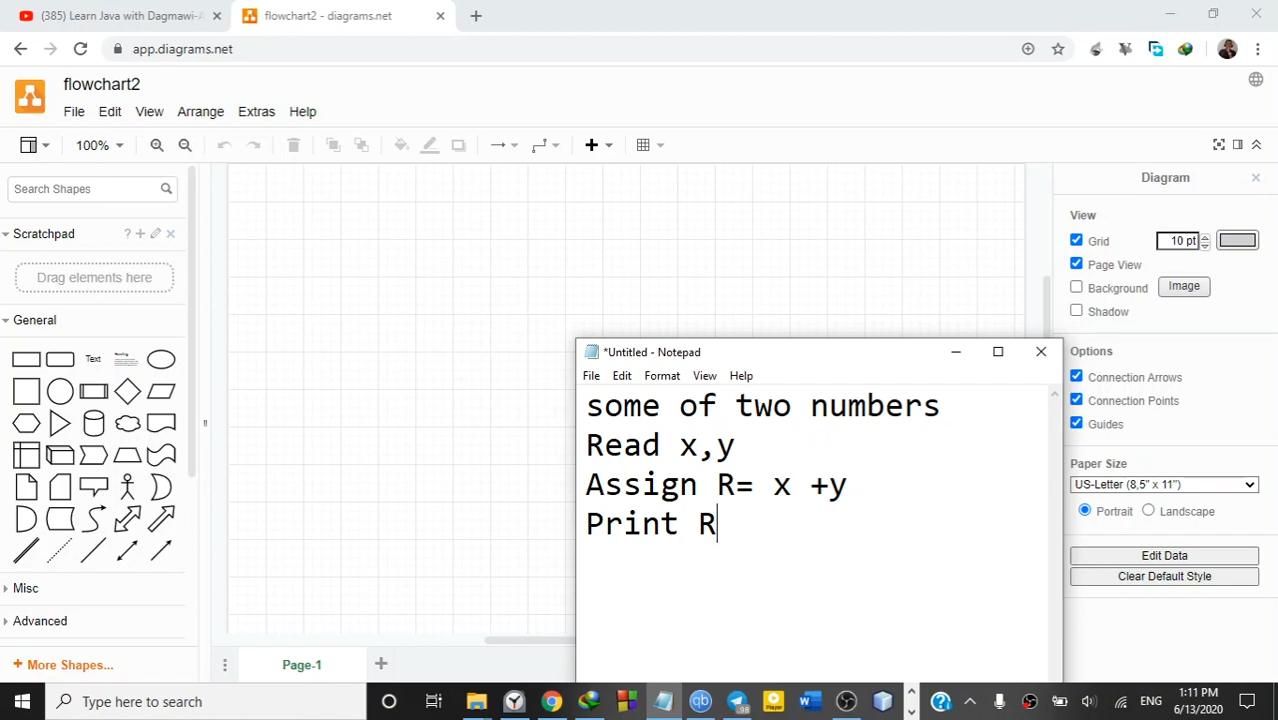 (385) Learn Java with Dagmawi-
flowchart2 - diagrams.net
app.diagrams.net
flowchart2
File Edit View Arrange Extras Help
100%
Search Shapes
Scratchpad
?
Drag elements here
General
Text
Heading
Misc
Advanced
+ More Shapes...
Page-1
Diagram
View
Grid
10 pt
Page View
Background
Image
Shadow
Options
Connection Arrows
Connection Points
Guides
Paper Size
US-Letter (8,5" x 11")
Portrait Landscape
Edit Data
Clear Default Style
*Untitled - Notepad
File Edit Format View Help
some of two numbers
Read x,y
Assign R= x +y
Print R
Type here to search
98
Player
ENG
1:11 PM
6/13/2020